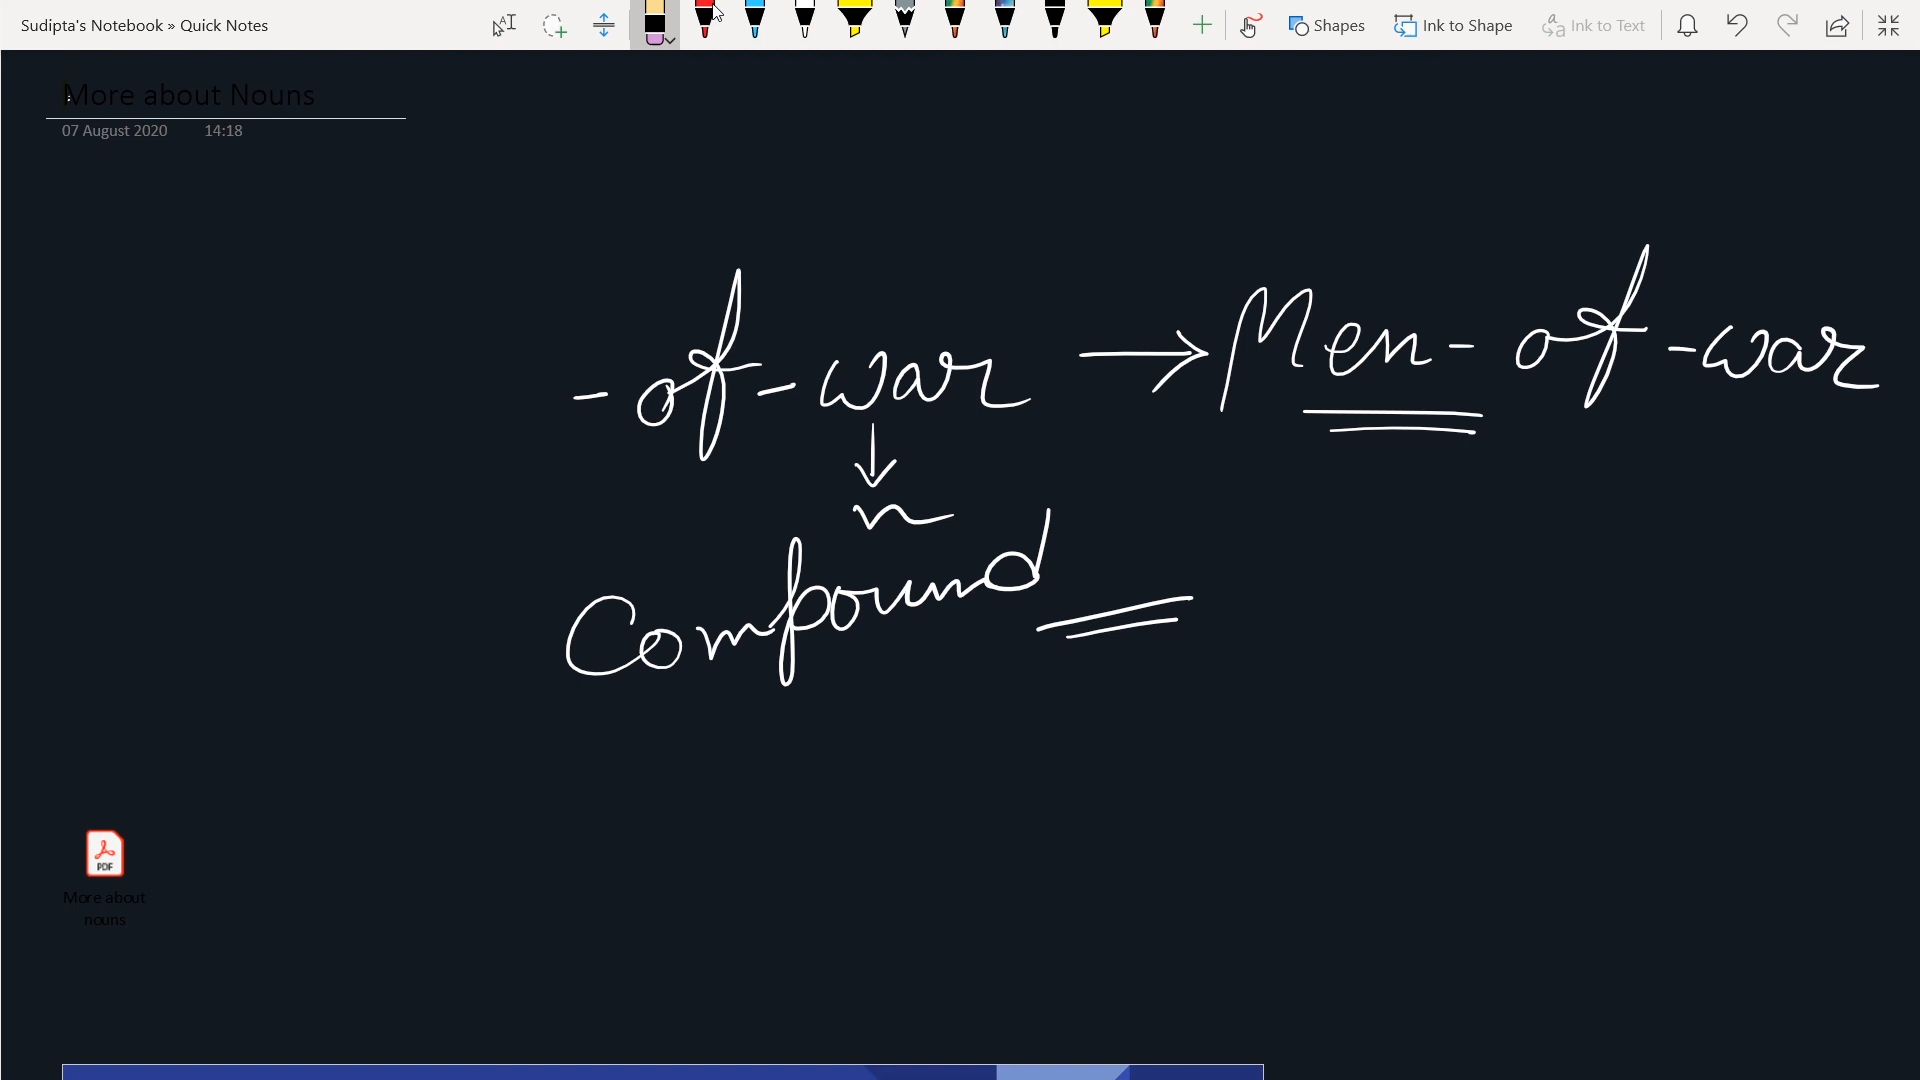 Sudipta's Notebook » Quick Notes
Shapes
Ink to Shape
Ink to Text
More about Nouns
07 August 2020 14:18
-of-war → Men-of-war
n
Compound
PDF
More about
nouns